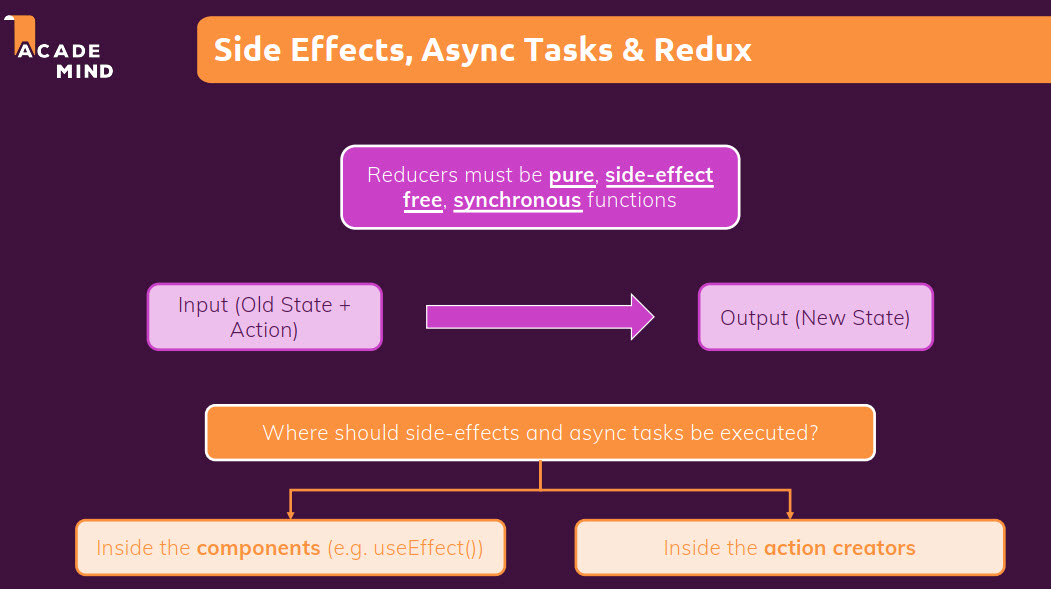 ACADE
MIND
Side Effects, Async Tasks & Redux
Reducers must be pure, side-effect
free, synchronous functions
Input (Old State +
Action)
Output (New State)
Where should side-effects and async tasks be executed?
Inside the components (e.g. useEffect())
Inside the action creators